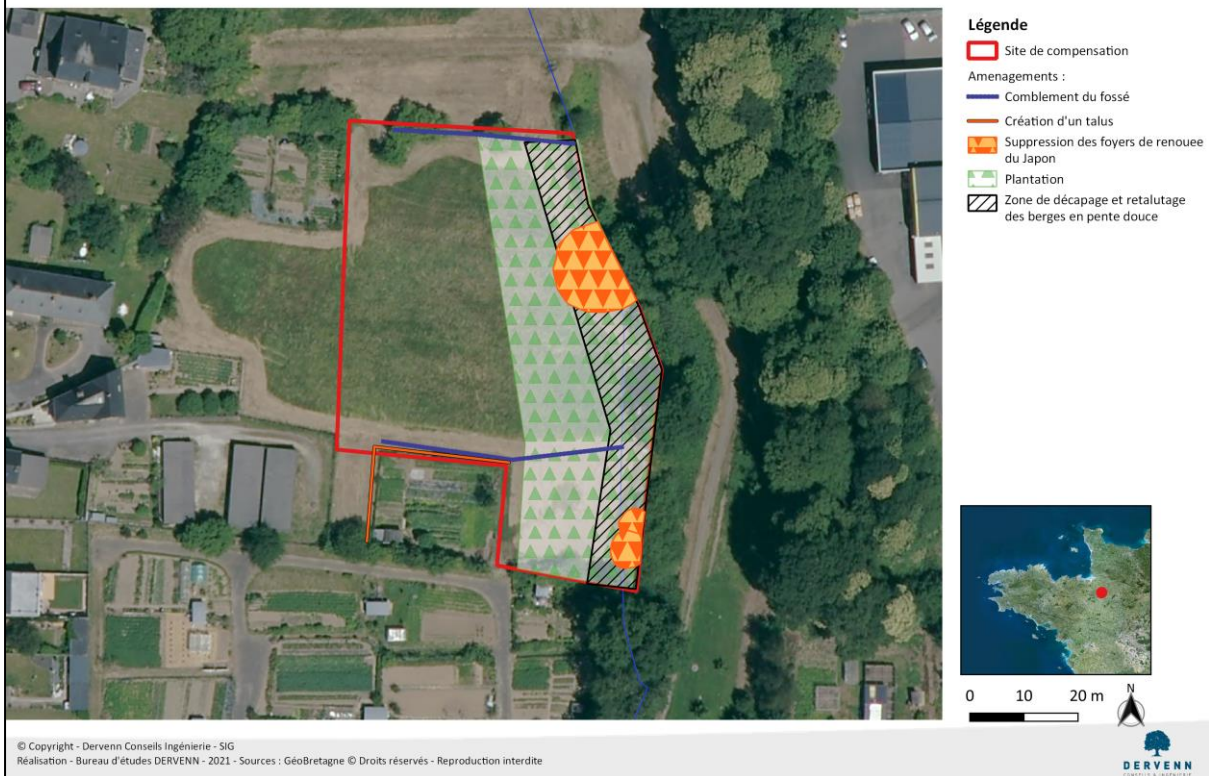 Légende
Site de compensation
Amenagements :
Comblement du fossé
Création d'un talus
Suppression des foyers de renouee
du Japon
Plantation
Zone de décapage et retalutage
des berges en pente douce
0 10 20 m
N
© Copyright - Dervenn Conseils Ingénierie - SIG
Réalisation - Bureau d'études DERVENN - 2021 - Sources : GéoBretagne © Droits réservés - Reproduction interdite
DERVENN
CONSEILS & INGÉNIERIE